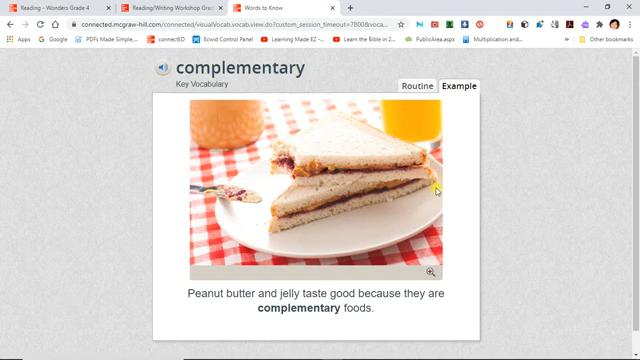 Reading - Wonders Grade 4
Reading/Writing Workshop Gra
Words to Know
connected.mcgraw-hill.com/connected/visualVocab.vocab.view.do?custom_session_timeout=7800&voca...
Apps
Google
PDFs Made Simple,...
connectED
Ecwid Control Panel
Learning Made EZ -...
Learn the Bible in 2...
PublicArea.aspx
Multiplication and...
Other bookmarks
complementary
Key Vocabulary
Routine
Example
Peanut butter and jelly taste good because they are
complementary foods.